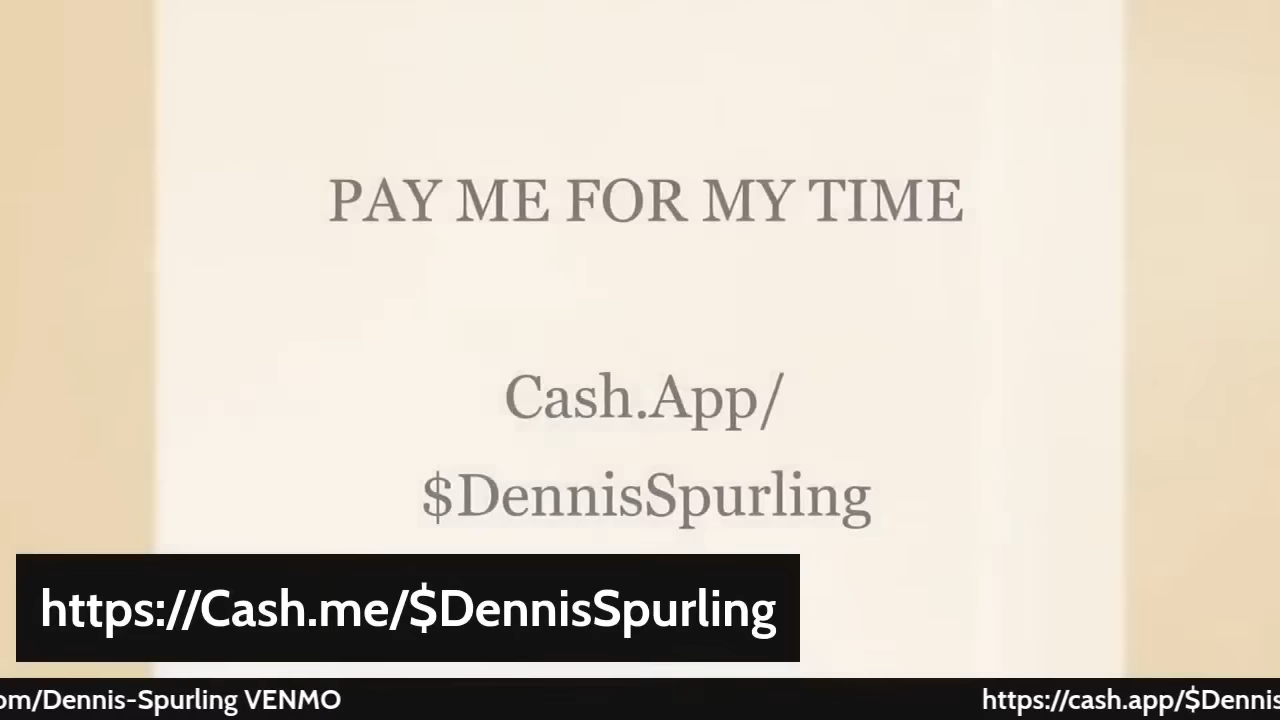 PAY ME FOR MY TIME
Cash.App/
$DennisSpurling
https://Cash.me/$DennisSpurling
om/Dennis-Spurling VENMO
https://cash.app/$Dennis